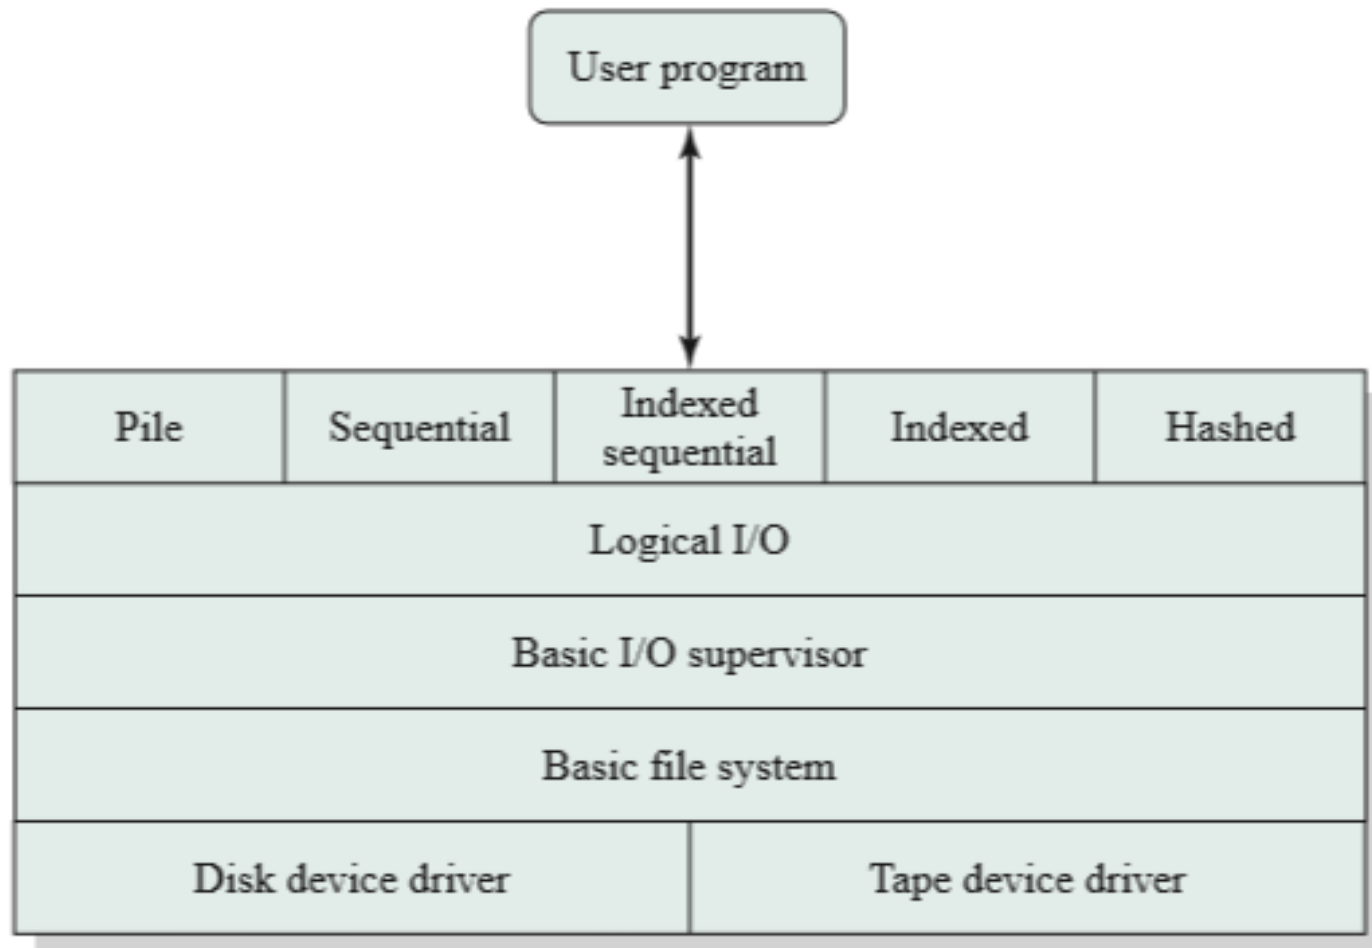 User program
Pile
Sequential
Indexed
sequential
Indexed
Hashed
Logical I/O
Basic I/O supervisor
Basic file system
Disk device driver
Tape device driver